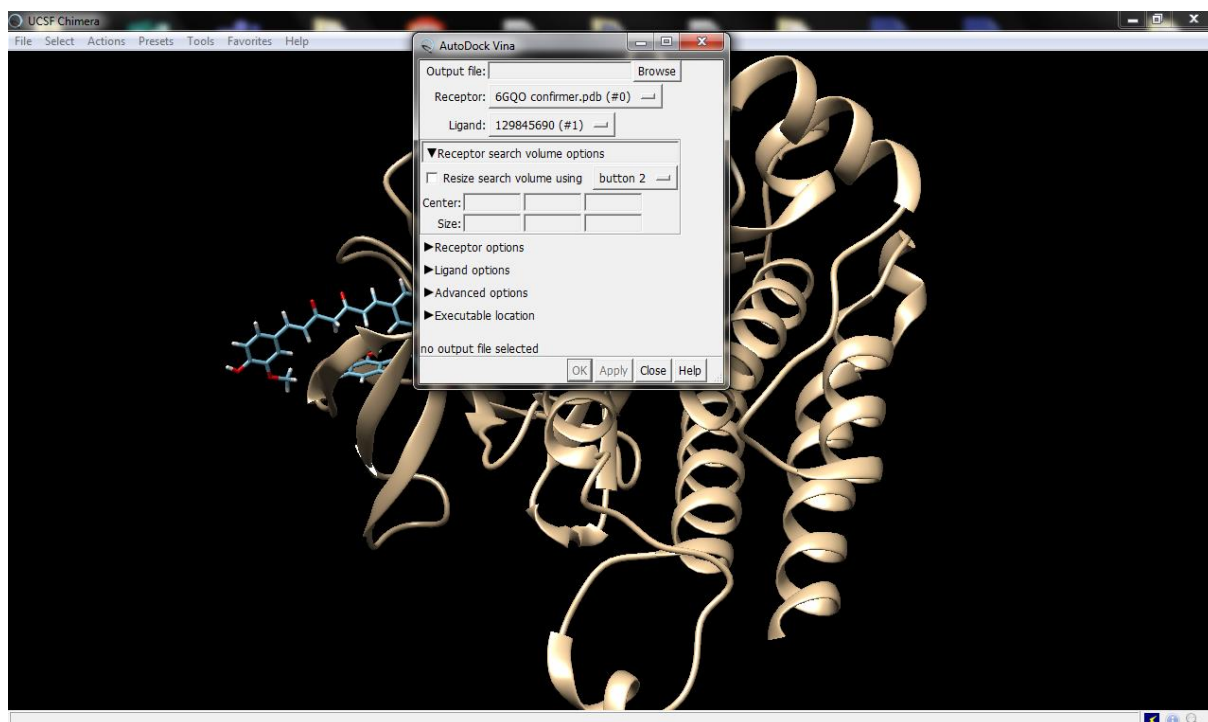 UCSF Chimera
File Select Actions Presets Tools Favorites Help
AutoDock Vina
Output file: Browse
Receptor: 6GQO confirmer.pdb (#0)
Ligand: 129845690 (#1)
Receptor search volume options
Resize search volume using button 2
Center:
Size:
Receptor options
Ligand options
Advanced options
Executable location
no output file selected
OK Apply Close Help